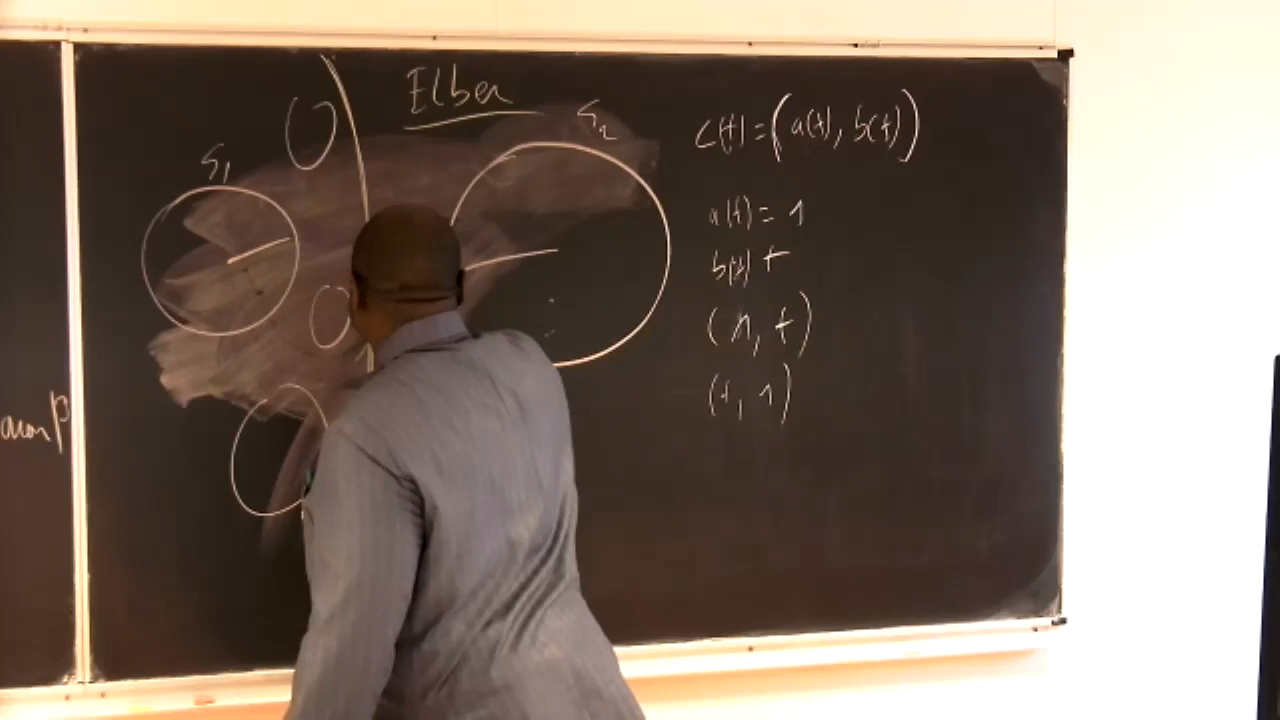 Elber
S₁
S₂
C(t) = (a(t), b(t))
a(t) = 1
b(t) t
(1, t)
(t, 1)